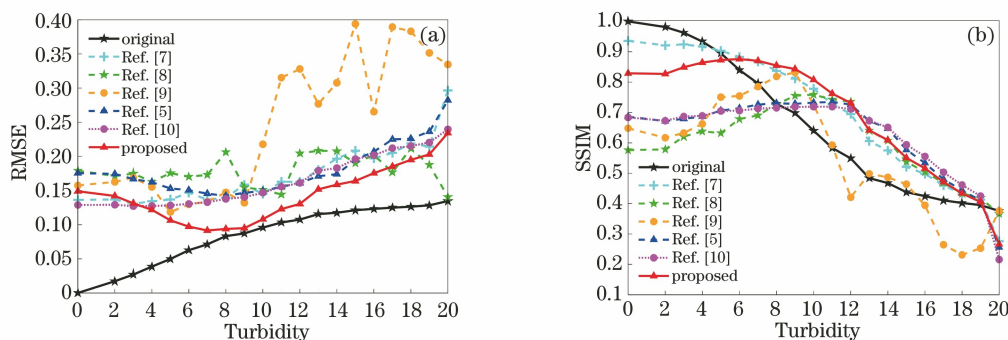 (a)
RMSE
0.40
0.35
0.30
0.25
0.20
0.15
0.10
0.05
0
original
Ref. [7]
Ref. [8]
Ref. [9]
Ref. [5]
Ref. [10]
proposed
0 2 4 6 8 10 12 14 16 18 20
Turbidity
(b)
SSIM
1.0
0.9
0.8
0.7
0.6
0.5
0.4
0.3
0.2
0.1
original
Ref. [7]
Ref. [8]
Ref. [9]
Ref. [5]
Ref. [10]
proposed
0 2 4 6 8 10 12 14 16 18 20
Turbidity